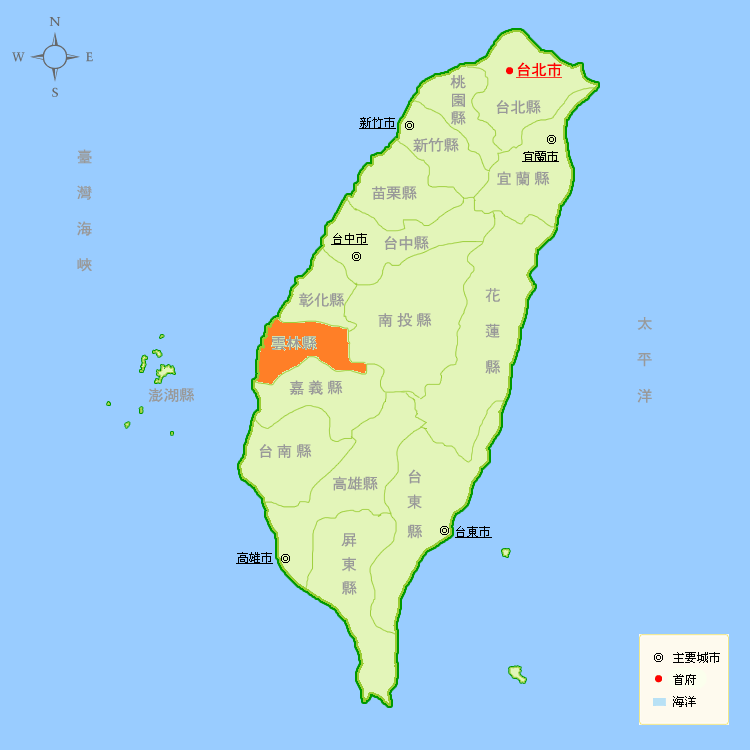 N
W
E
S
台北市
桃園縣
台北縣
新竹市
新竹縣
宜蘭市
宜蘭縣
臺灣海峽
苗栗縣
台中市
台中縣
彰化縣
花蓮縣
南投縣
太平洋
雲林縣
嘉義縣
澎湖縣
台南縣
高雄縣
台東縣
台東市
高雄市
屏東縣
主要城市
首府
海洋